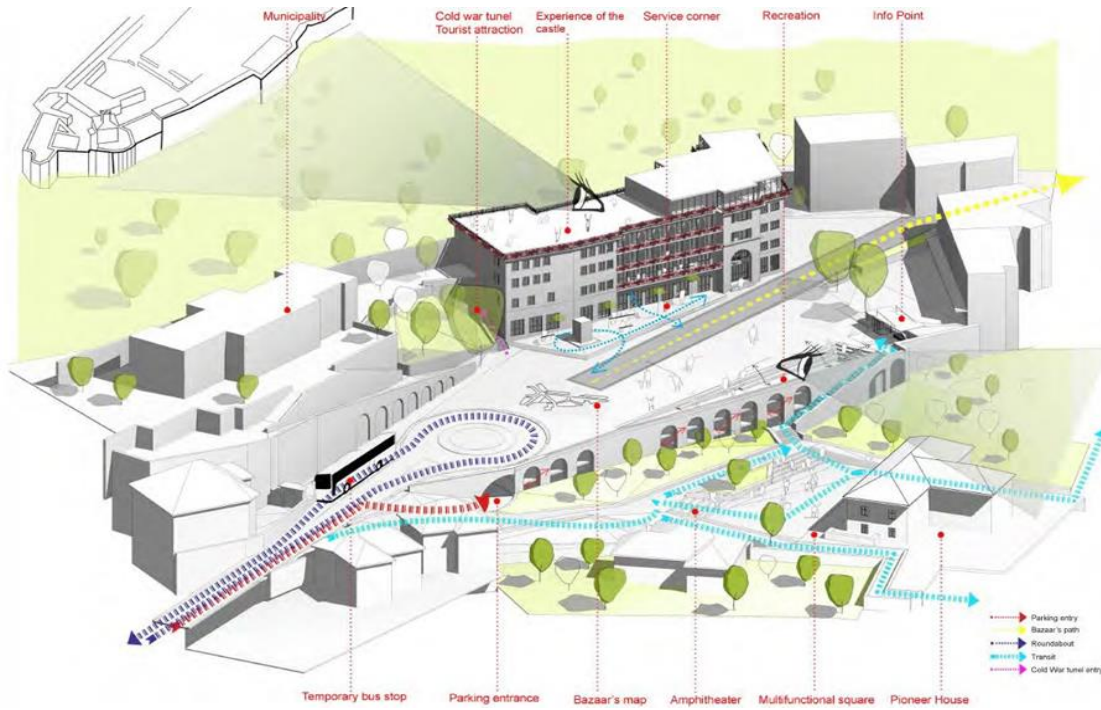 Municipality
Cold war tunel
Tourist attraction
Experience of the
castle
Service corner
Recreation
Info Point
Parking entry
Bazaar's path
Roundabout
Transit
Cold War tunel entry
Temporary bus stop
Parking entrance
Bazaar's map
Amphitheater
Multifunctional square
Pioneer House